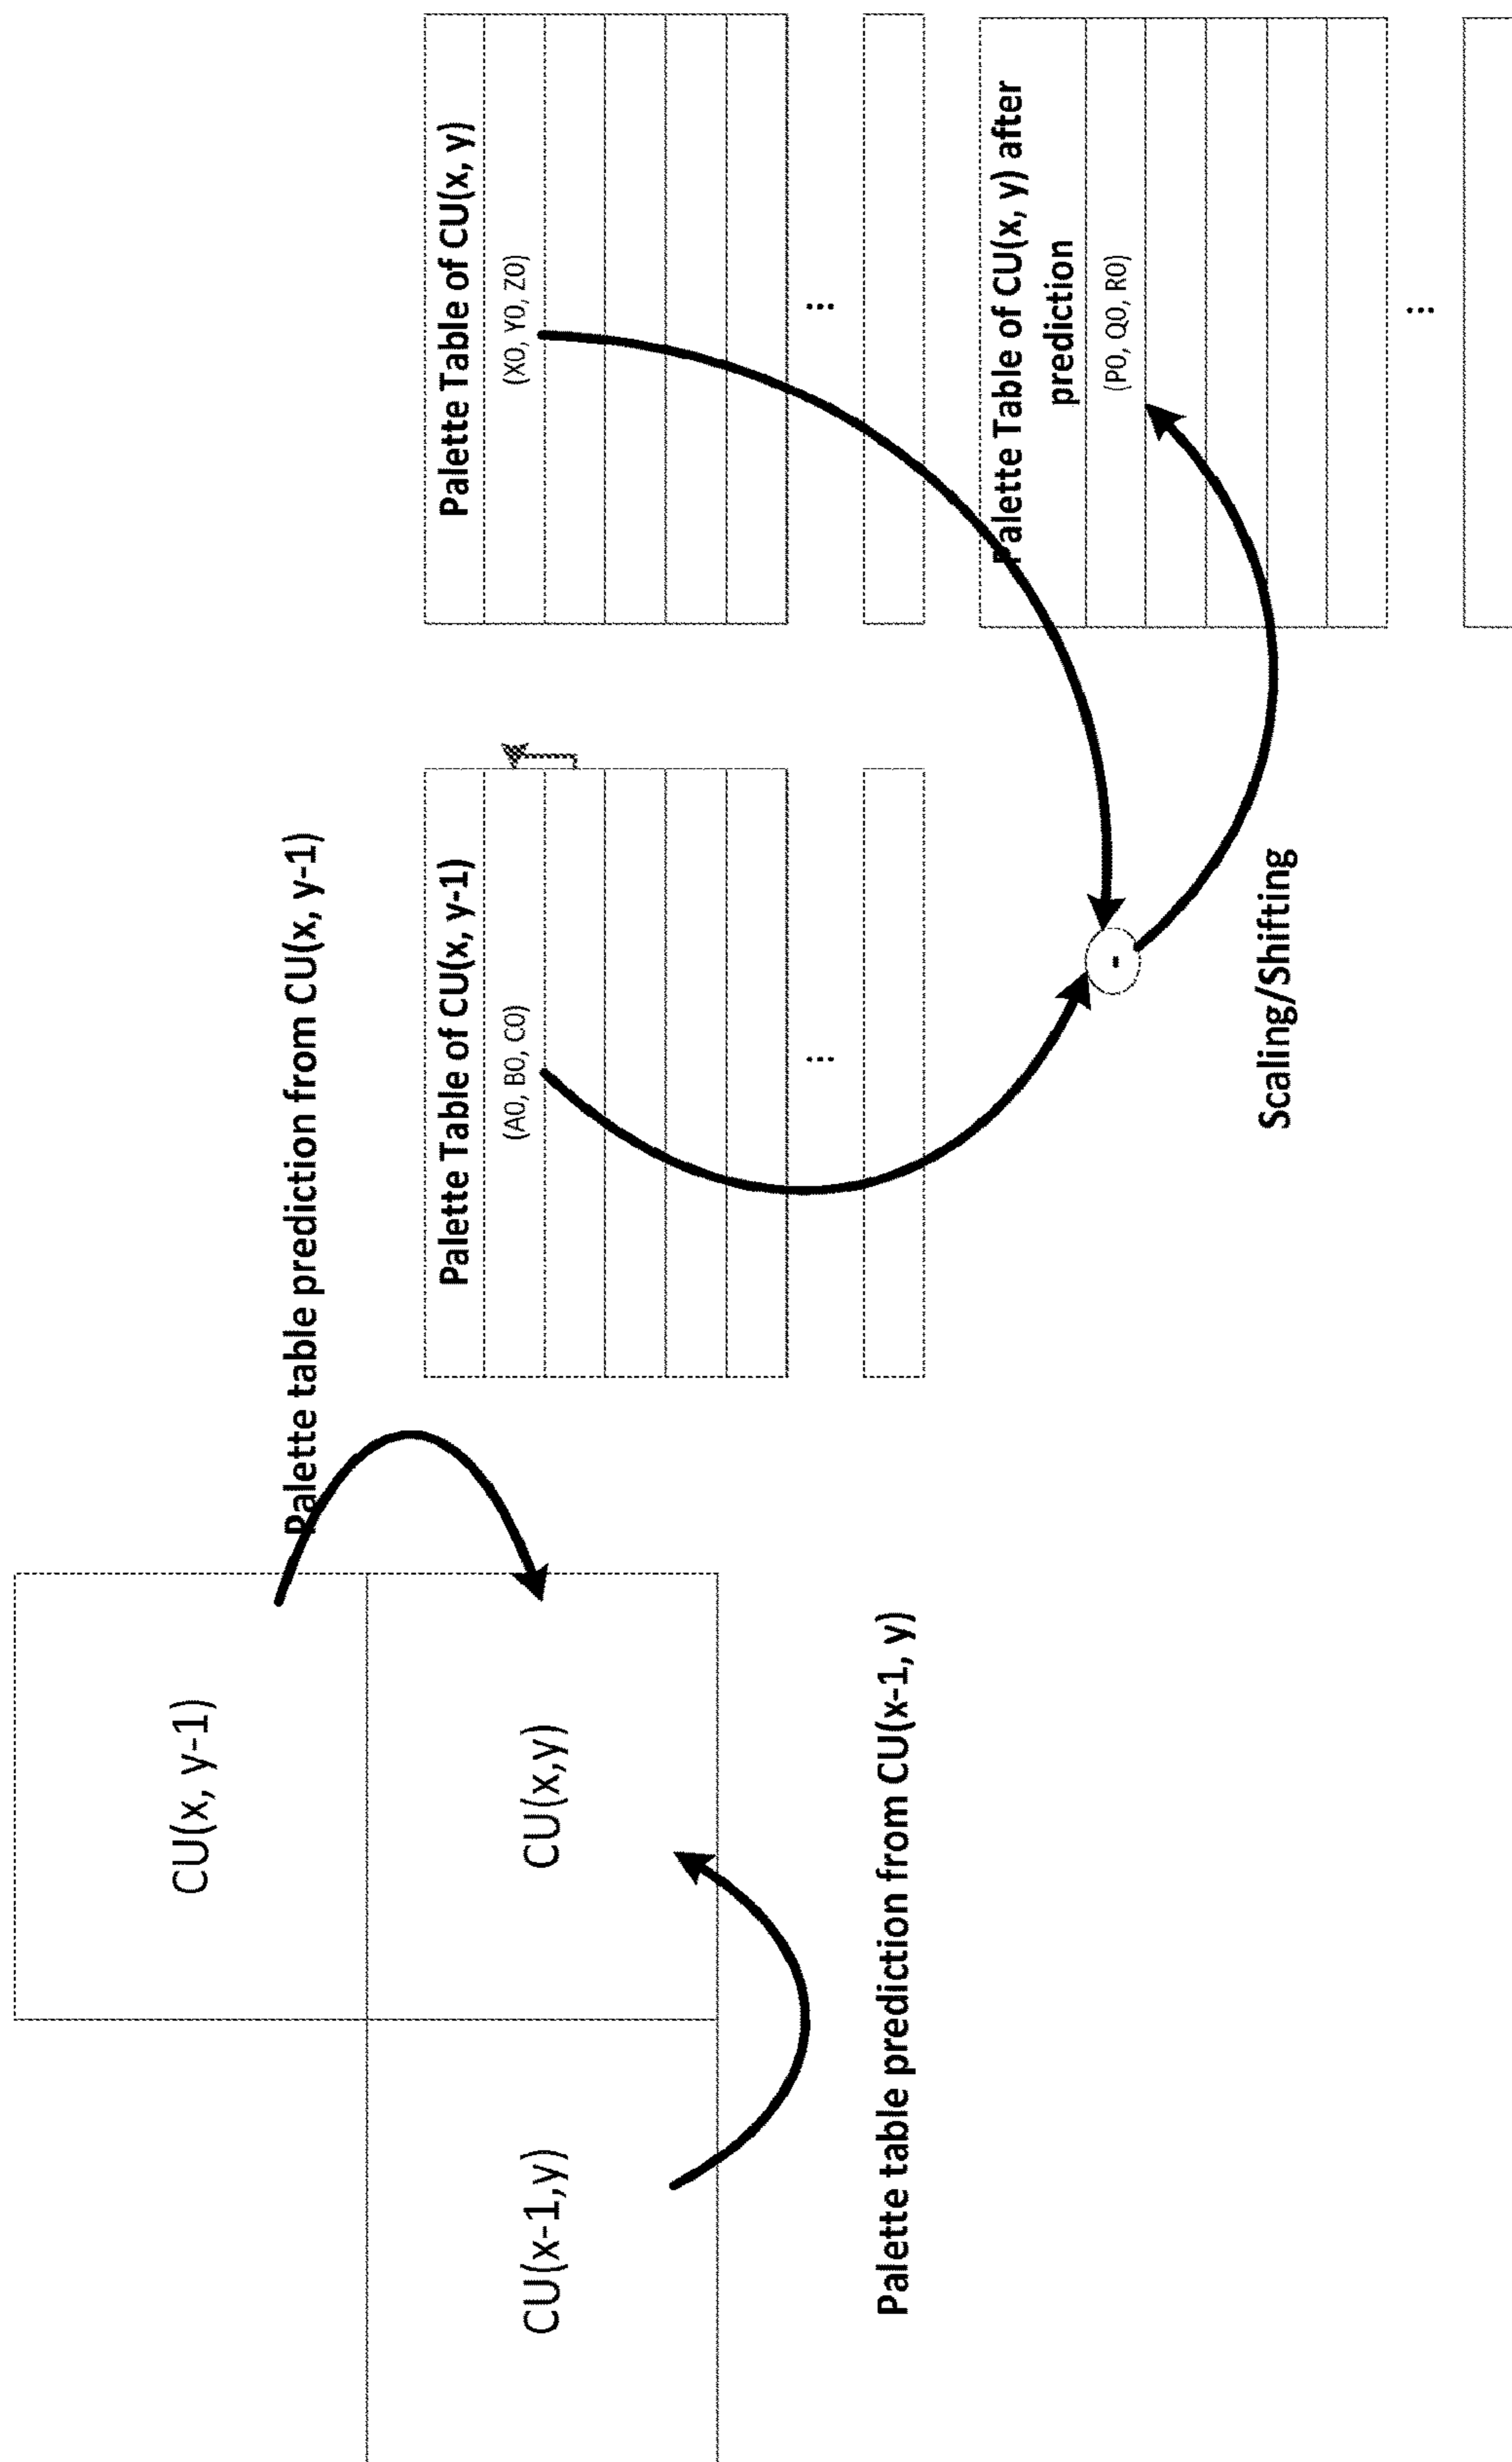 CU(x, y-1)
CU(x-1,y)
CU(x,y)
Palette table prediction from CU(x, y-1)
Palette table prediction from CU(x-1, y)
Palette Table of CU(x, y-1)
(A0, B0, C0)
...
Palette Table of CU(x, y)
(X0, Y0, Z0)
...
-
Scaling/Shifting
Palette Table of CU(x, y) after
prediction
(P0, Q0, R0)
...